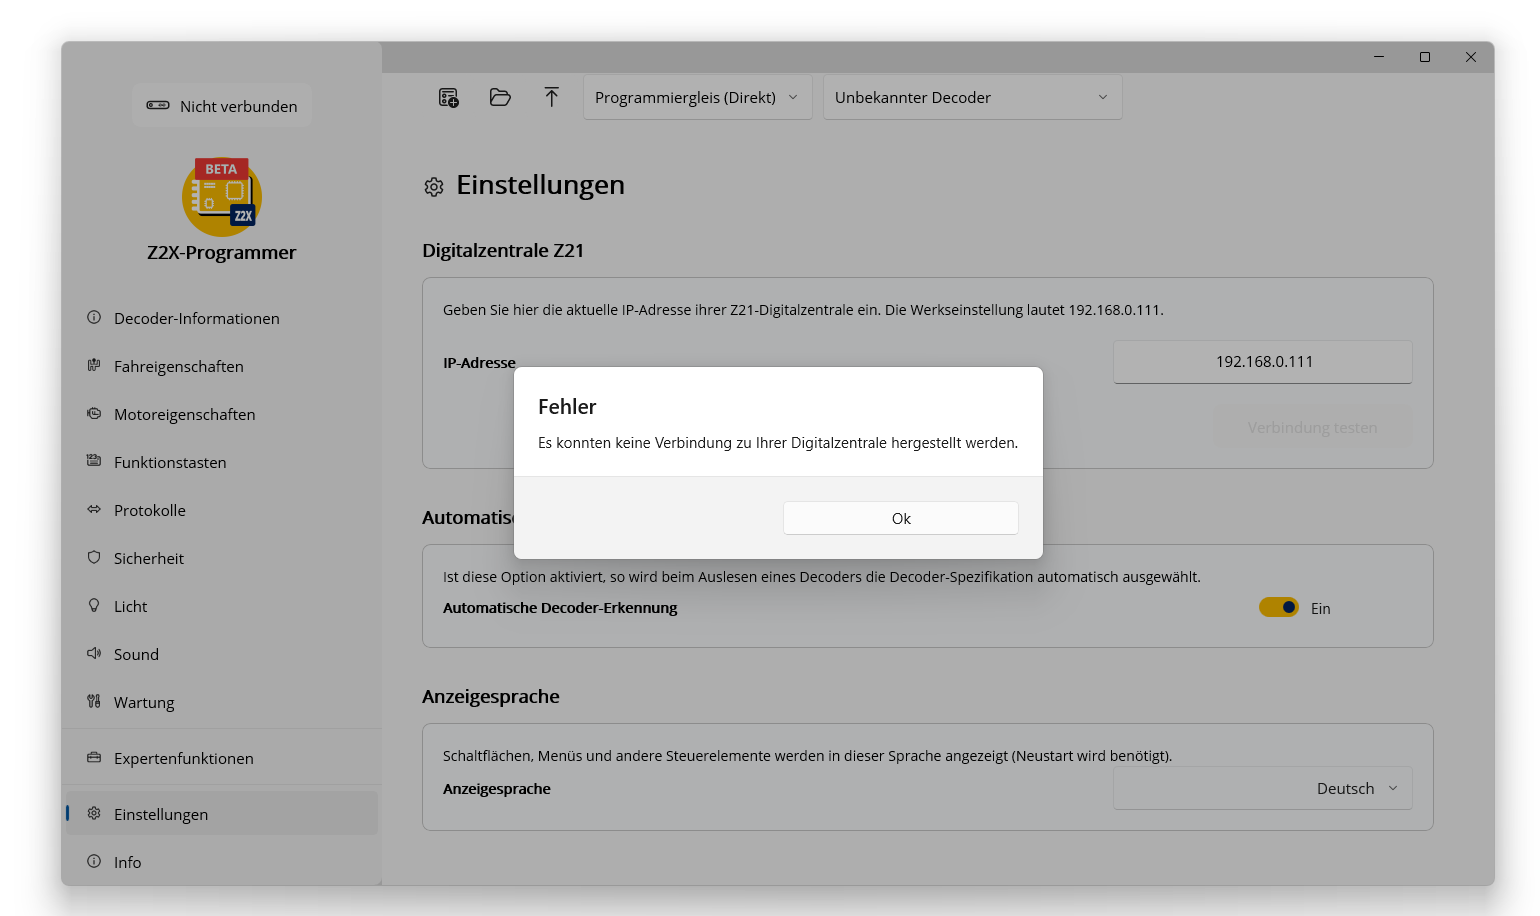 Nicht verbunden
BETA
Z2X
Z2X-Programmer
Decoder-Informationen
Fahreigenschaften
Motoreigenschaften
Funktionstasten
Protokolle
Sicherheit
Licht
Sound
Wartung
Expertenfunktionen
Einstellungen
Info
Programmiergleis (Direkt)
Unbekannter Decoder
Einstellungen
Digitalzentrale Z21
Geben Sie hier die aktuelle IP-Adresse ihrer Z21-Digitalzentrale ein. Die Werkseinstellung lautet 192.168.0.111.
IP-Adresse
192.168.0.111
Verbindung testen
Fehler
Es konnten keine Verbindung zu Ihrer Digitalzentrale hergestellt werden.
Ok
Ist diese Option aktiviert, so wird beim Auslesen eines Decoders die Decoder-Spezifikation automatisch ausgewählt.
Automatische Decoder-Erkennung
Ein
Anzeigesprache
Schaltflächen, Menüs und andere Steuerelemente werden in dieser Sprache angezeigt (Neustart wird benötigt).
Anzeigesprache
Deutsch